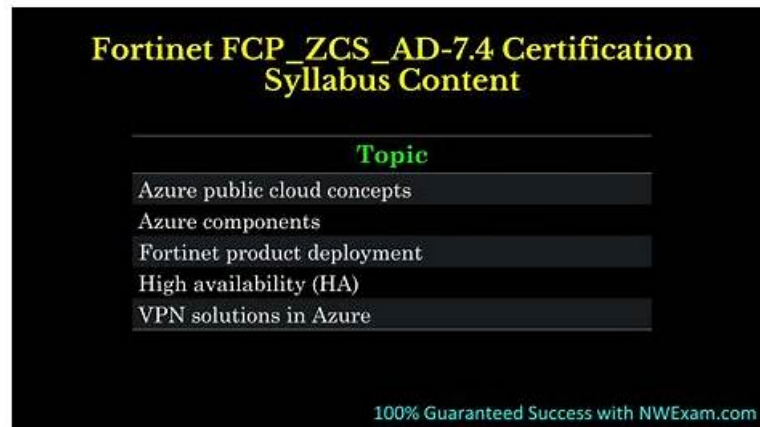 Fortinet FCP_ZCS_AD-7.4 Certification
Syllabus Content
Topic
Azure public cloud concepts
Azure components
Fortinet product deployment
High availability (HA)
VPN solutions in Azure
100% Guaranteed Success with NWExam.com